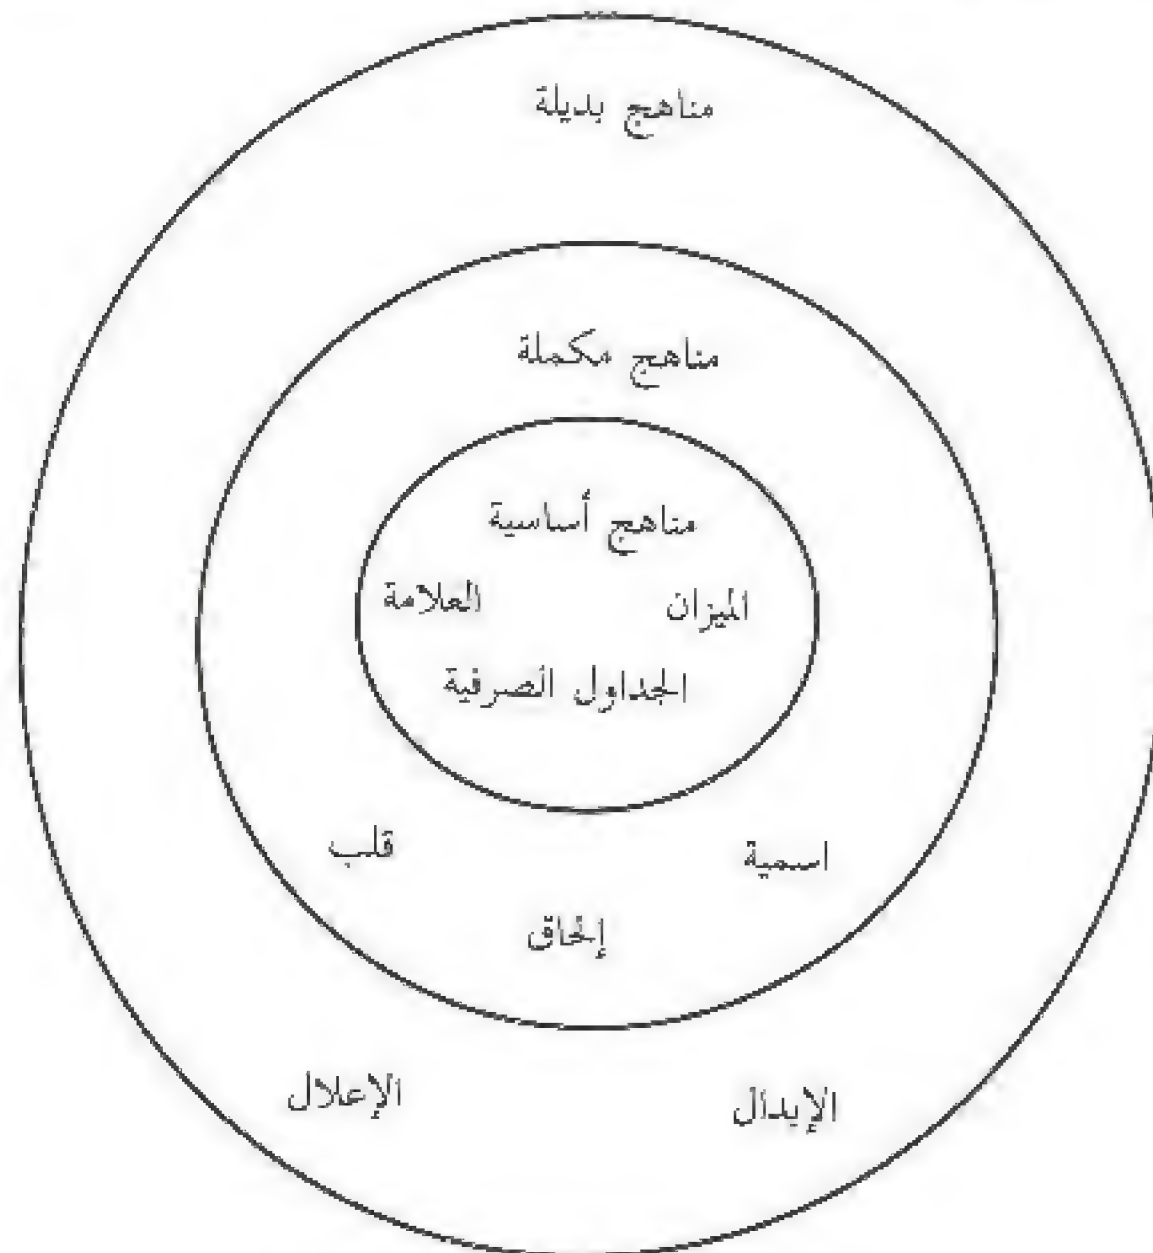 مناهج بديلة
مناهج مكملة
مناهج أساسية
الميزان العلامة
الجداول الصرفية
اسمية قلب
إلحاق
الإبدال الإعلال